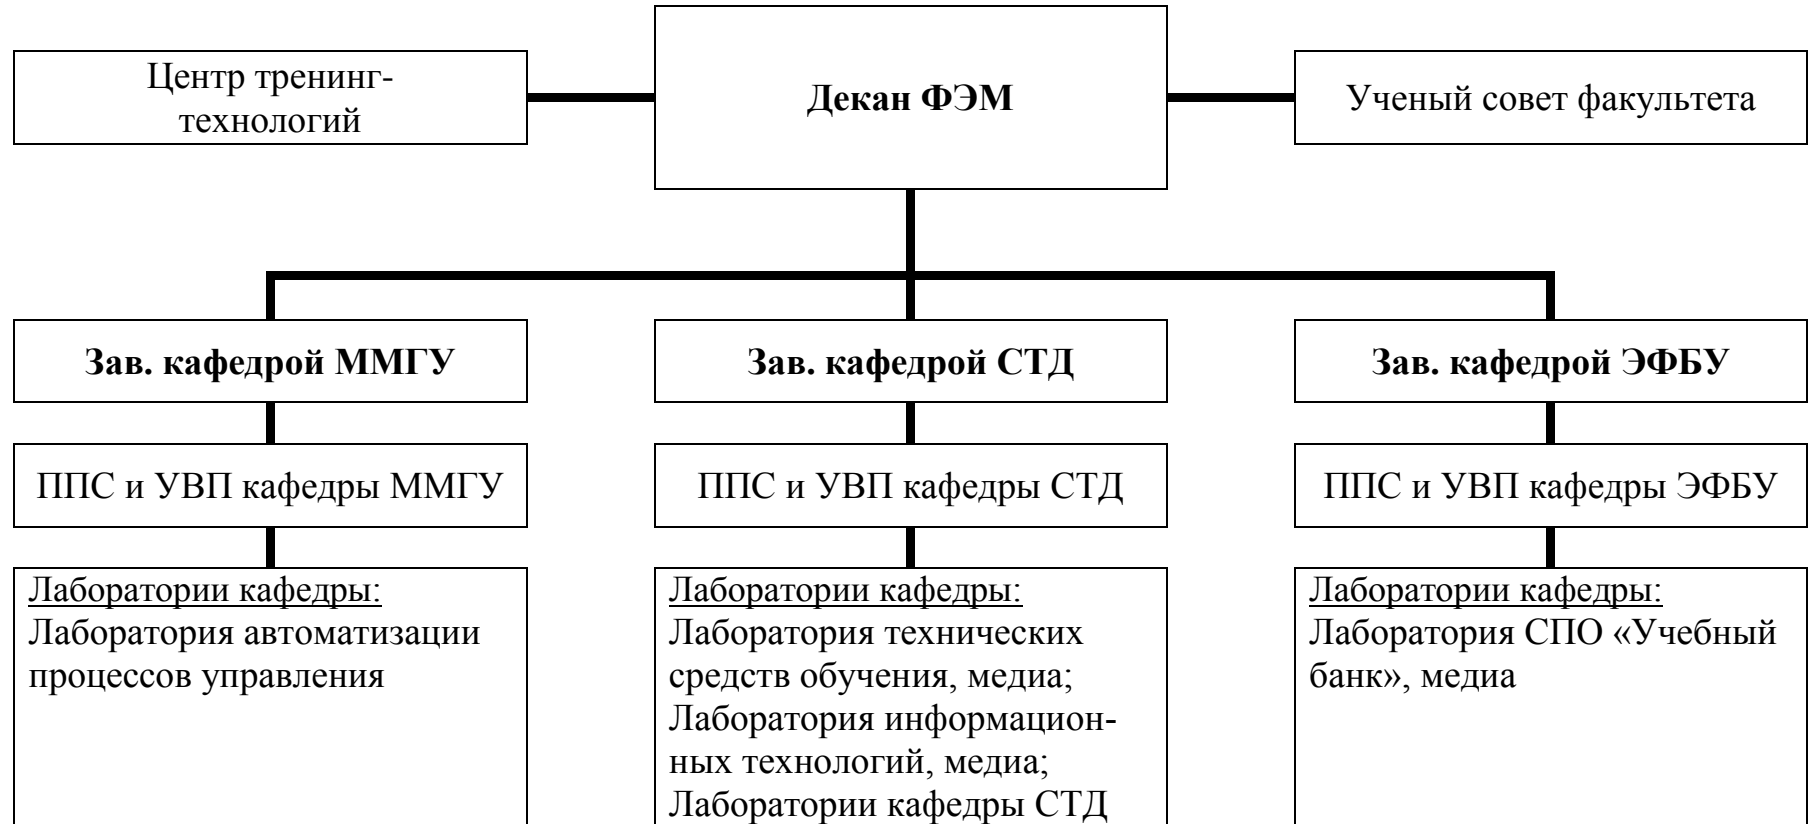 Центр тренинг-
технологий
Декан ФЭМ
Ученый совет факультета
Зав. кафедрой ММГУ
Зав. кафедрой СТД
Зав. кафедрой ЭФБУ
ППС и УВП кафедры ММГУ
ППС и УВП кафедры СТД
ППС и УВП кафедры ЭФБУ
Лаборатории кафедры:
Лаборатория автоматизации
процессов управления
Лаборатории кафедры:
Лаборатория технических
средств обучения, медиа;
Лаборатория информацион-
ных технологий, медиа;
Лаборатории кафедры СТД
Лаборатории кафедры:
Лаборатория СПО «Учебный
банк», медиа